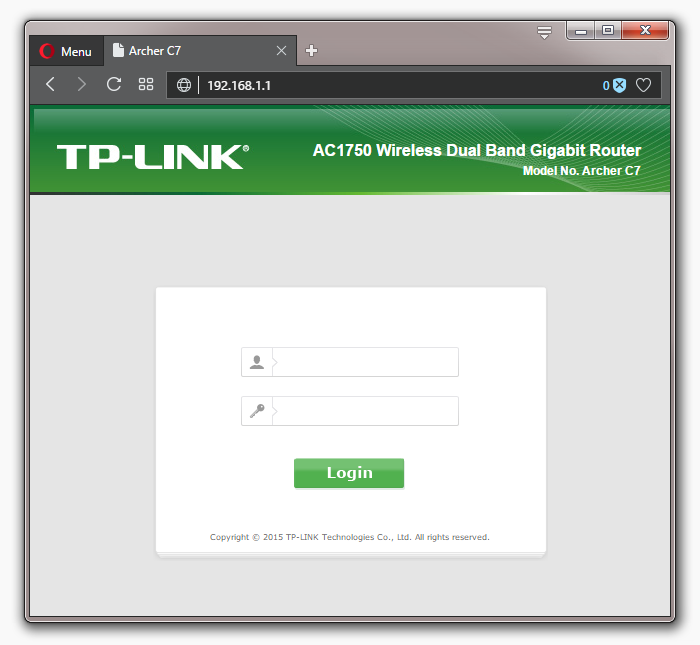 Menu
Archer C7
192.168.1.1
0
TP-LINK®
AC1750 Wireless Dual Band Gigabit Router
Model No. Archer C7
Login
Copyright © 2015 TP-LINK Technologies Co., Ltd. All rights reserved.